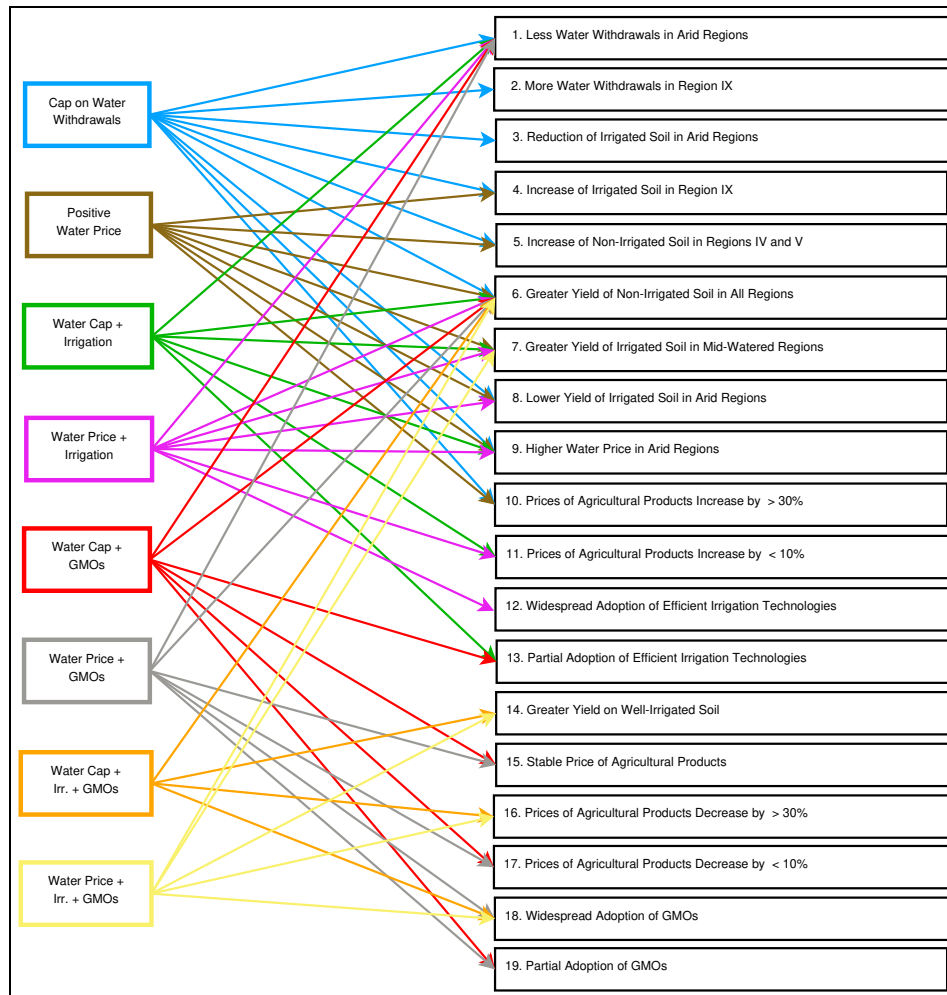 Cap on Water
Withdrawals
Positive
Water Price
Water Cap +
Irrigation
Water Price +
Irrigation
Water Cap +
GMOs
Water Price +
GMOs
Water Cap +
Irr. + GMOs
Water Price +
Irr. + GMOs
1. Less Water Withdrawals in Arid Regions
2. More Water Withdrawals in Region IX
3. Reduction of Irrigated Soil in Arid Regions
4. Increase of Irrigated Soil in Region IX
5. Increase of Non-Irrigated Soil in Regions IV and V
6. Greater Yield of Non-Irrigated Soil in All Regions
7. Greater Yield of Irrigated Soil in Mid-Watered Regions
8. Lower Yield of Irrigated Soil in Arid Regions
9. Higher Water Price in Arid Regions
10. Prices of Agricultural Products Increase by > 30%
11. Prices of Agricultural Products Increase by < 10%
12. Widespread Adoption of Efficient Irrigation Technologies
13. Partial Adoption of Efficient Irrigation Technologies
14. Greater Yield on Well-Irrigated Soil
15. Stable Price of Agricultural Products
16. Prices of Agricultural Products Decrease by > 30%
17. Prices of Agricultural Products Decrease by < 10%
18. Widespread Adoption of GMOs
19. Partial Adoption of GMOs